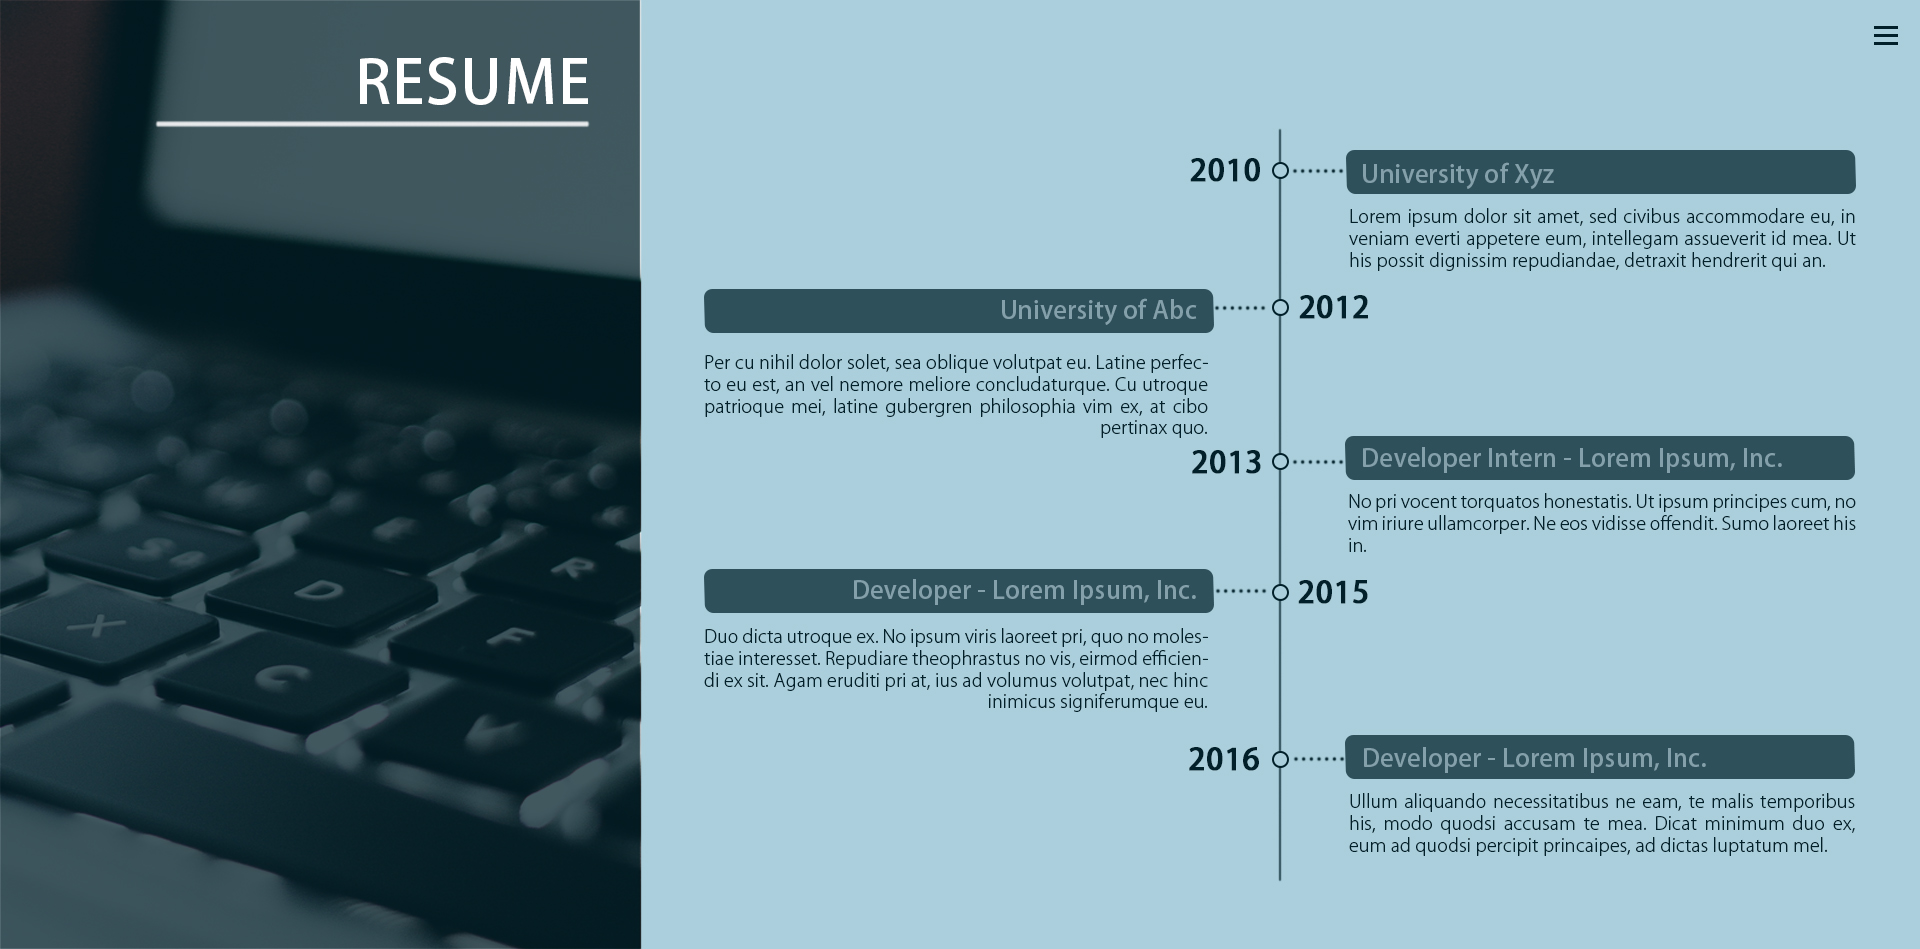 RESUME
2010
University of Xyz
Lorem ipsum dolor sit amet, sed civibus accommodare eu, in
veniam everti appetere eum, intellegam assueverit id mea. Ut
his possit dignissim repudiandae, detraxit hendrerit qui an.
University of Abc
2012
Per cu nihil dolor solet, sea oblique volutpat eu. Latine perfec-
to eu est, an vel nemore meliore concludaturque. Cu utroque
patrioque mei, latine gubergren philosophia vim ex, at cibo
pertinax quo.
2013
Developer Intern - Lorem Ipsum, Inc.
No pri vocent torquatos honestatis. Ut ipsum principes cum, no
vim iriure ullamcorper. Ne eos vidisse offendit. Sumo laoreet his
in.
Developer - Lorem Ipsum, Inc.
2015
Duo dicta utroque ex. No ipsum viris laoreet pri, quo no moles-
tiae interesset. Repudiare theophrastus no vis, eirmod efficien-
di ex sit. Agam eruditi pri at, ius ad volumus volutpat, nec hinc
inimicus signiferumque eu.
2016
Developer - Lorem Ipsum, Inc.
Ullum aliquando necessitatibus ne eam, te malis temporibus
his, modo quodsi accusam te mea. Dicat minimum duo ex,
eum ad quodsi percipit princaipes, ad dictas luptatum mel.
E
R
D
F
X
C
V